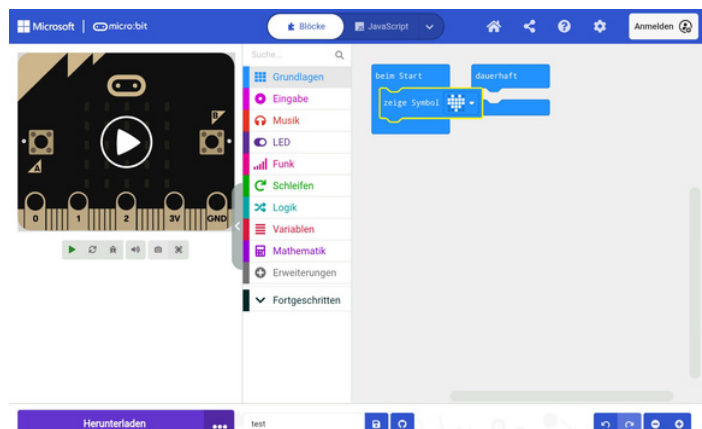 Microsoft micro:bit Blöcke JavaScript Anmelden
Suche...
Grundlagen
Eingabe
Musik
LED
Funk
Schleifen
Logik
Variablen
Mathematik
Erweiterungen
Fortgeschritten
beim Start
zeige Symbol
dauerhaft
B
A
0 1 2 3V GND
Herunterladen
test